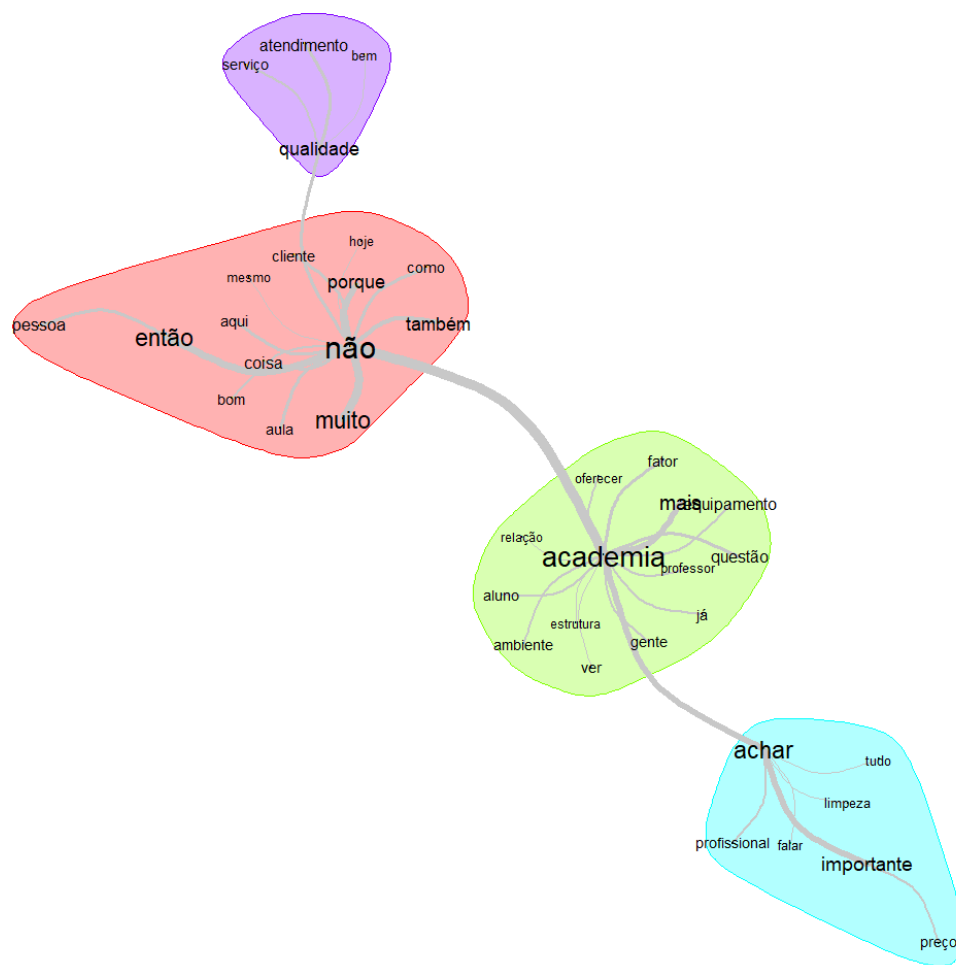 atendimento
bem
serviço
qualidade
hoje
cliente
como
mesmo
porque
pessoa
aqui
também
então
não
coisa
bom
muito
aula
fator
oferecer
mais
equipamento
relação
academia
questão
professor
aluno
já
estrutura
ambiente
gente
ver
achar
tudo
limpeza
profissional
falar
importante
preço